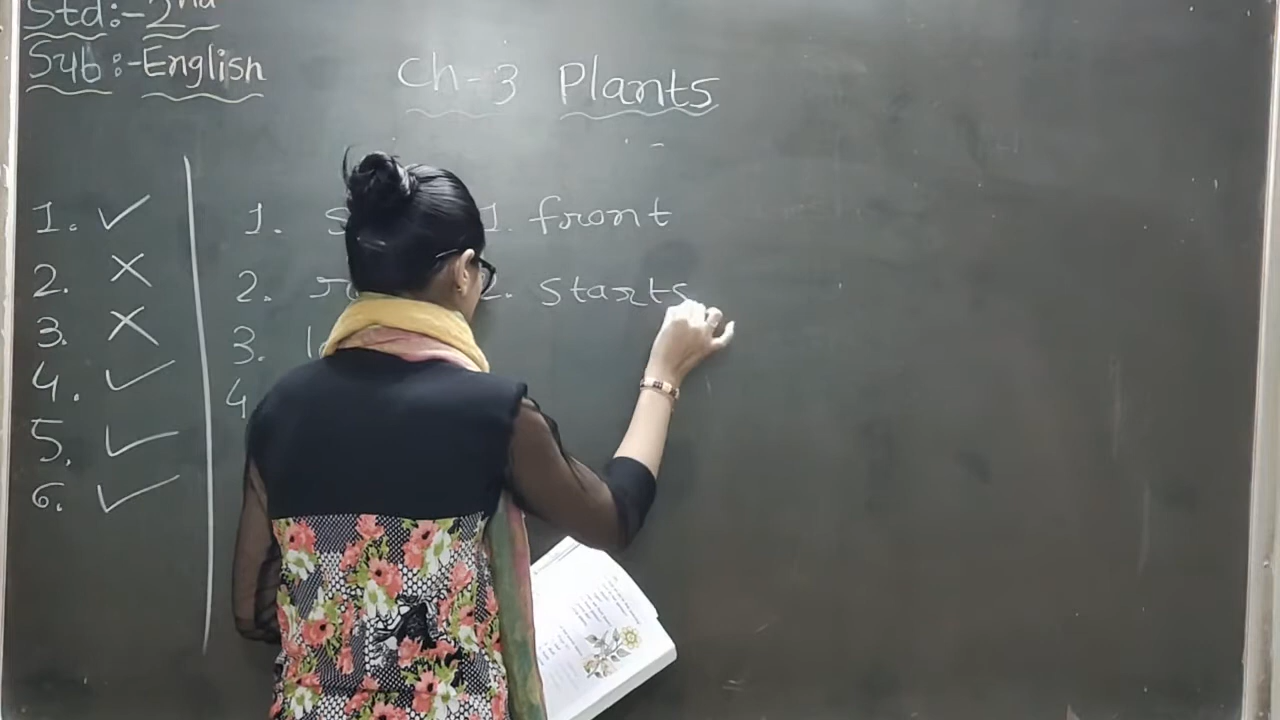 Std:-2nd
Sub:-English
Ch-3 Plants
1. ✓
2. ×
3. ×
4. ✓
5. ✓
6. ✓
1.
2.
3.
4
1. front
2. starts